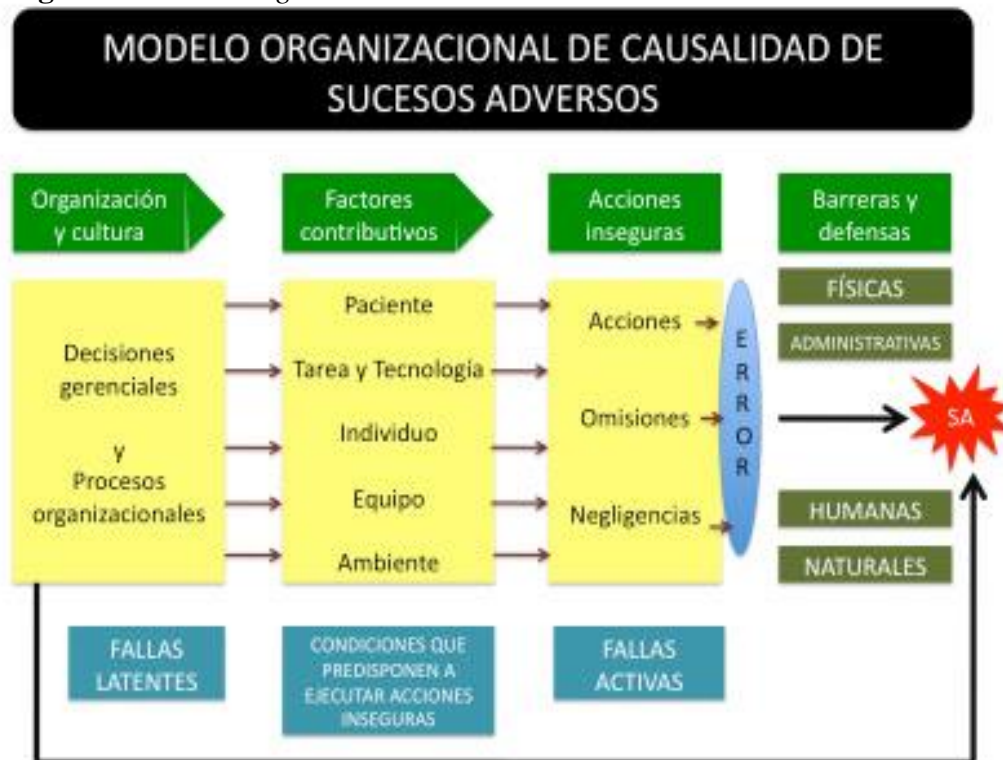 MODELO ORGANIZACIONAL DE CAUSALIDAD DE
SUCESOS ADVERSOS
Organización
y cultura
Factores
contributivos
Acciones
inseguras
Barreras y
defensas
Decisiones
gerenciales
y
Procesos
organizacionales
Paciente
Tarea y Tecnología
Individuo
Equipo
Ambiente
Acciones
Omisiones
Negligencias
ERROR
FÍSICAS
ADMINISTRATIVAS
SA
HUMANAS
NATURALES
FALLAS
LATENTES
CONDICIONES QUE
PREDISPONEN A
EJECUTAR ACCIONES
INSEGURAS
FALLAS
ACTIVAS